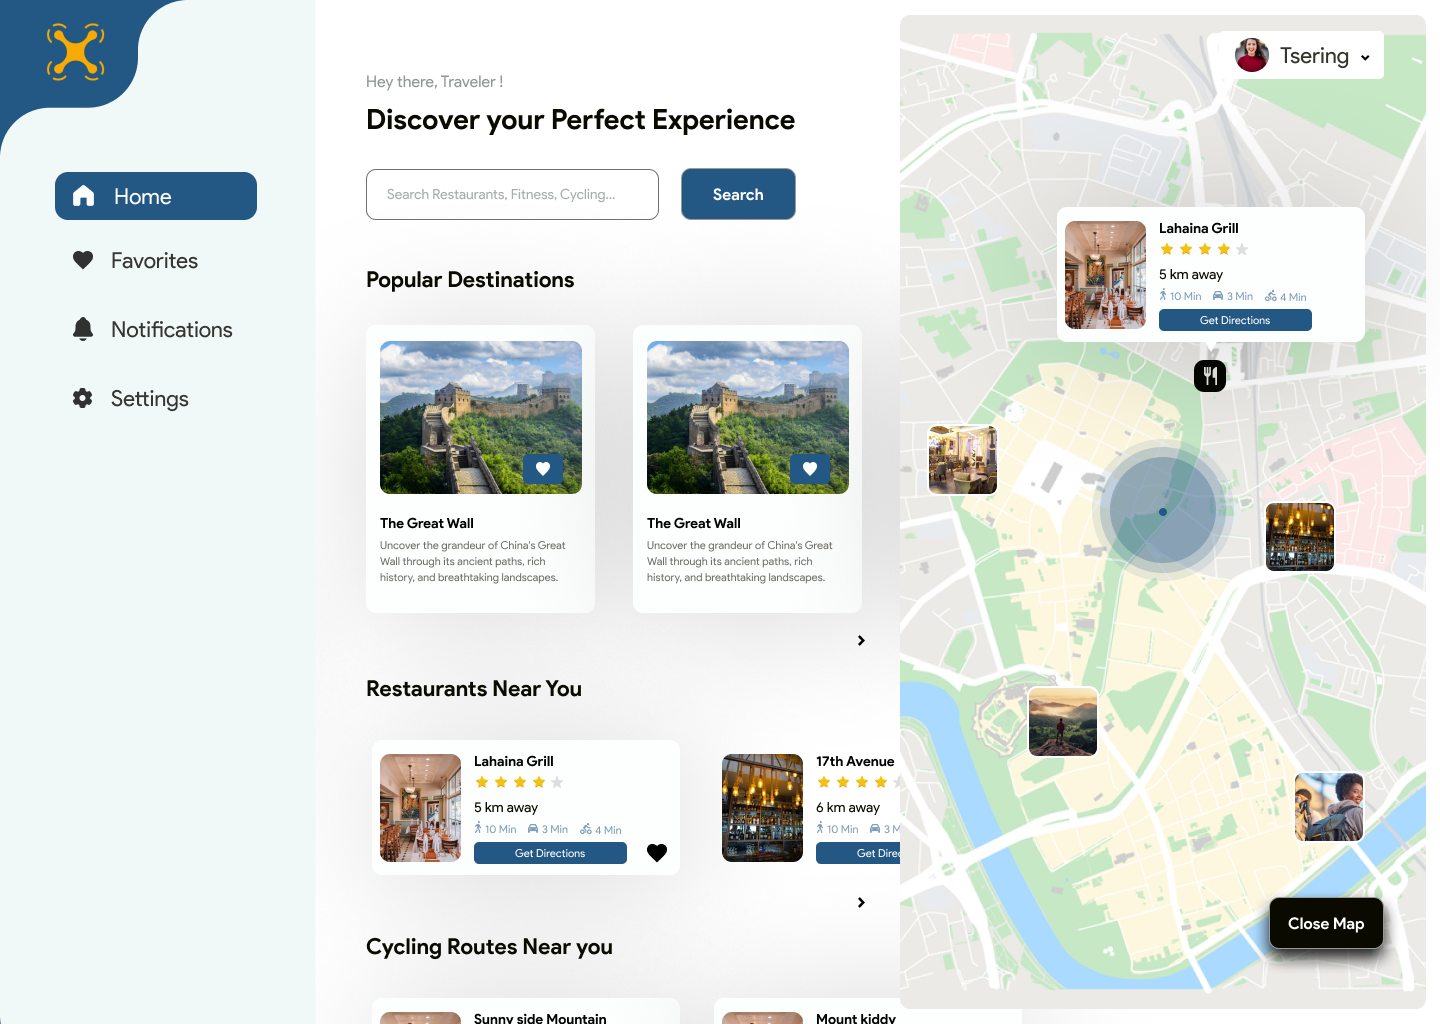 Home
Favorites
Notifications
Settings
Hey there, Traveler !
Discover your Perfect Experience
Search Restaurants, Fitness, Cycling...
Search
Popular Destinations
The Great Wall
Uncover the grandeur of China's Great
Wall through its ancient paths, rich
history, and breathtaking landscapes.
The Great Wall
Uncover the grandeur of China's Great
Wall through its ancient paths, rich
history, and breathtaking landscapes.
Restaurants Near You
Lahaina Grill
5 km away
10 Min 3 Min 4 Min
Get Directions
17th Avenue
6 km away
10 Min 3 M
Get Direc
Cycling Routes Near you
Sunny side Mountain
Mount kiddy
Tsering
Lahaina Grill
5 km away
10 Min 3 Min 4 Min
Get Directions
Close Map